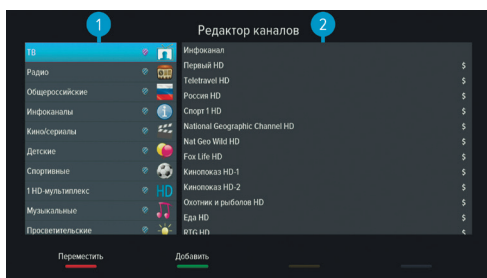 1
2
Редактор каналов
ТВ
Радио
Общероссийские
Инфоканалы
Кино/сериалы
Детские
Спортивные
1 HD-мультиплекс
HD
Музыкальные
Просветительские
Инфоканал
Первый HD $
Teletravel HD $
Россия HD $
Спорт 1 HD $
National Geographic Channel HD $
Nat Geo Wild HD $
Fox Life HD $
Кинопоказ HD-1 $
Кинопоказ HD-2 $
Охотник и рыболов HD $
Еда HD $
RTG HD $
Переместить
Добавить